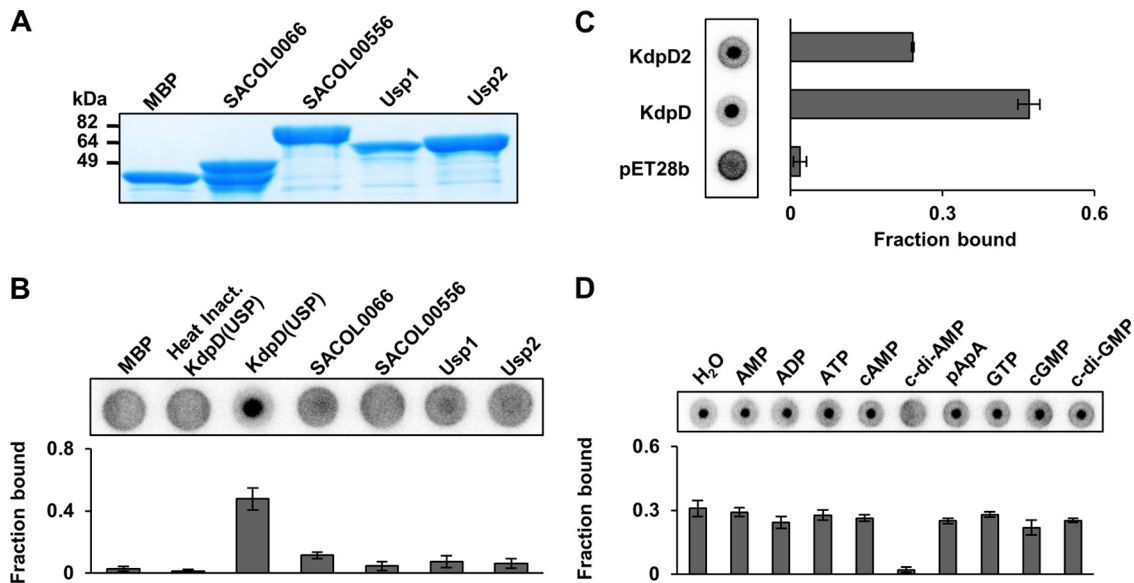 A
MBP
SACOL0066
SACOL00556
Usp1
Usp2
kDa
82
64
49
B
MBP
Heat Inact.
KdpD(USP)
KdpD(USP)
SACOL0066
SACOL00556
Usp1
Usp2
Fraction bound
0.8
0.4
0
C
KdpD2
KdpD
pET28b
0
0.3
0.6
Fraction bound
D
H2O
AMP
ADP
ATP
cAMP
c-di-AMP
pApA
GTP
cGMP
c-di-GMP
Fraction bound
0.6
0.3
0